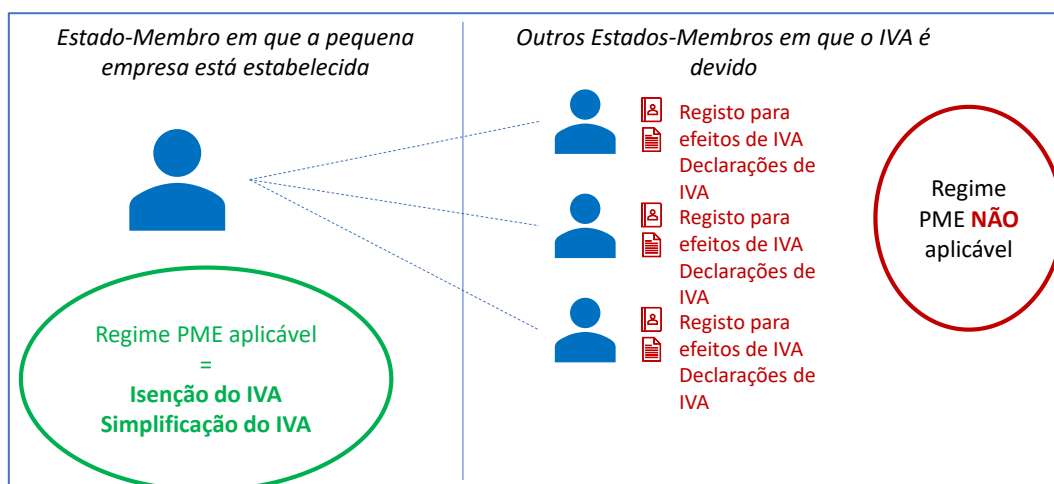 Estado-Membro em que a pequena
empresa está estabelecida
Regime PME aplicável
=
Isenção do IVA
Simplificação do IVA
Outros Estados-Membros em que o IVA é
devido
Registo para
efeitos de IVA
Declarações de
IVA
Registo para
efeitos de IVA
Declarações de
IVA
Registo para
efeitos de IVA
Declarações de
IVA
Regime
PME NÃO
aplicável